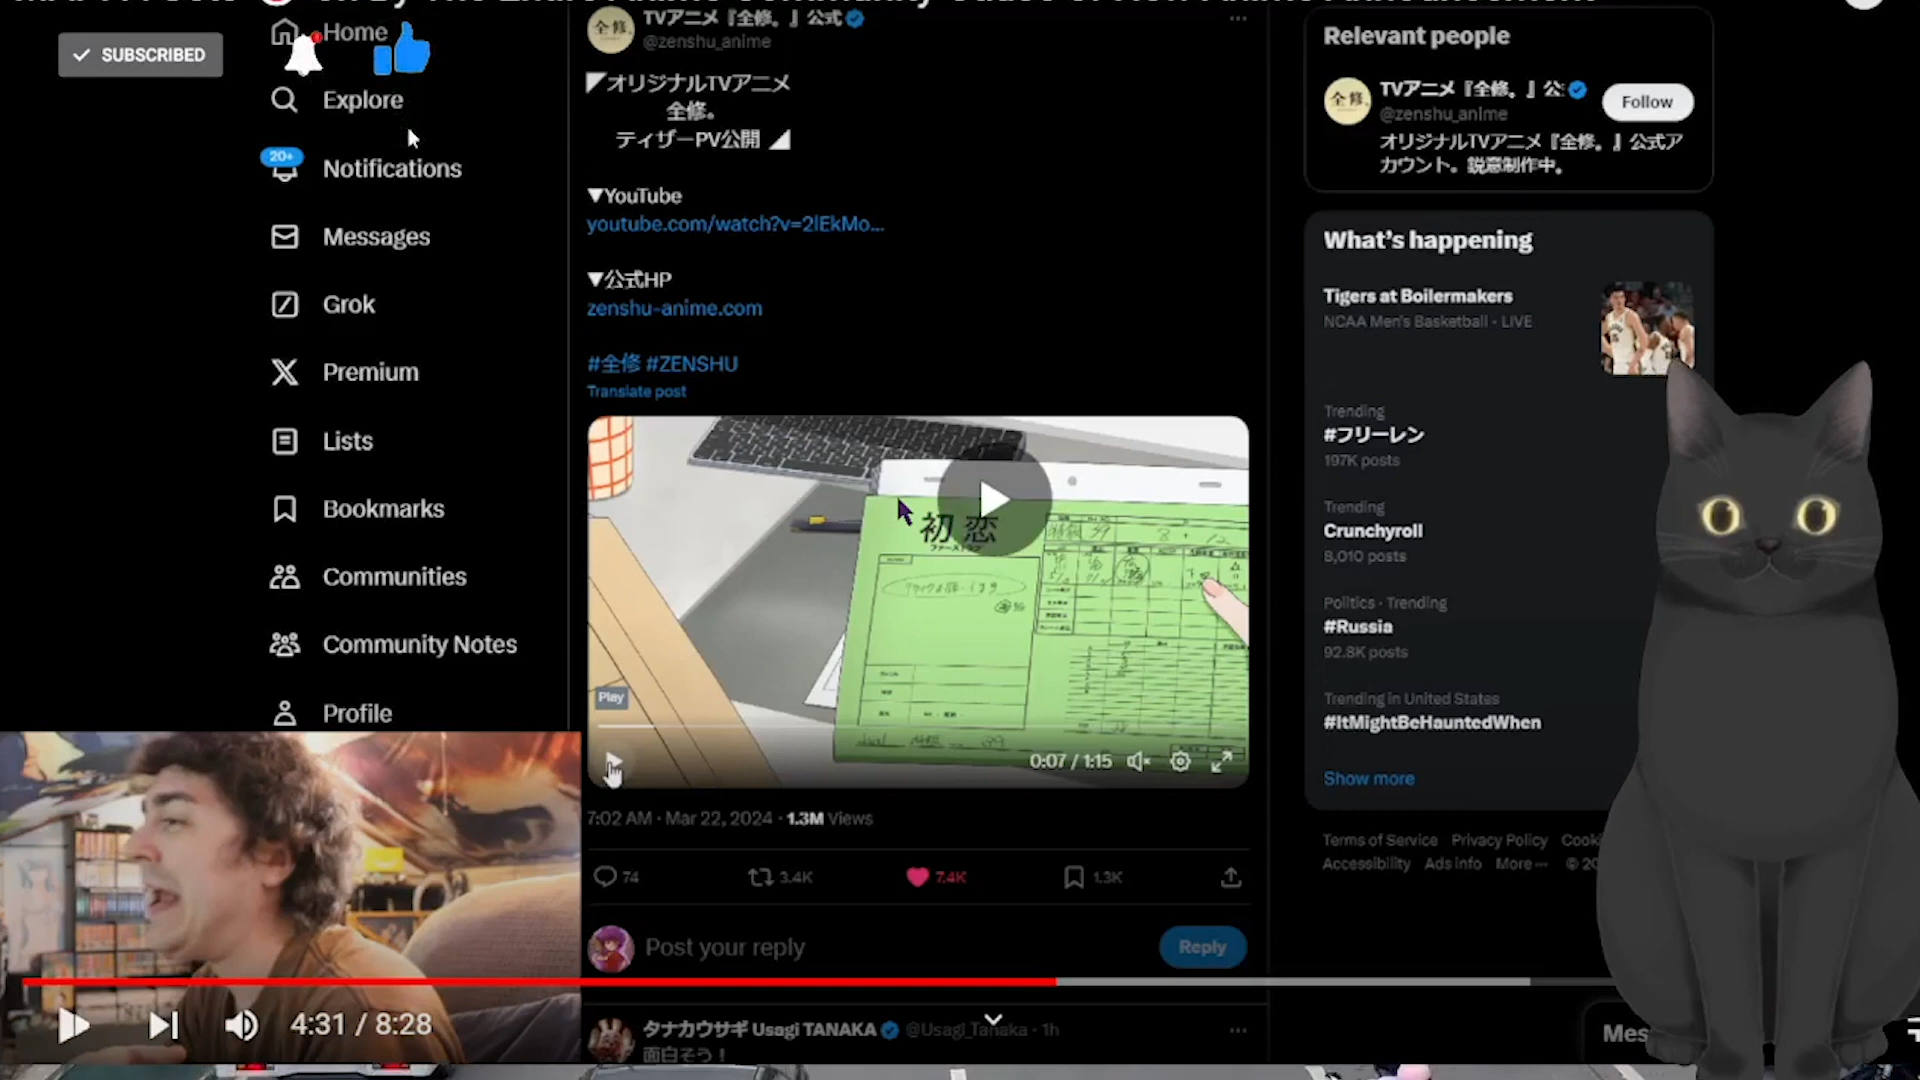 SUBSCRIBED
Home
Explore
20+
Notifications
Messages
Grok
Premium
Lists
Bookmarks
Communities
Community Notes
Profile
TVアニメ『全修。』公式
@zenshu_anime
◤オリジナルTVアニメ
全修。
ティザーPV公開 ◢
▼YouTube
youtube.com/watch?v=2lEkMo...
▼公式HP
zenshu-anime.com
#全修 #ZENSHU
Translate post
初恋
ファーストラブ
Play
0:07 / 1:15
7:02 AM · Mar 22, 2024 · 1.3M Views
74
3.4K
7.4K
1.3K
Post your reply
Reply
タナカウサギ Usagi TANAKA @Usagi_Tanaka · 1h
面白そう！
Relevant people
TVアニメ『全修。』公
@zenshu_anime
Follow
オリジナルTVアニメ『全修。』公式ア
カウント。鋭意制作中。
What's happening
Tigers at Boilermakers
NCAA Men's Basketball · LIVE
Trending
#フリーレン
197K posts
Trending
Crunchyroll
8,010 posts
Politics · Trending
#Russia
92.8K posts
Trending in United States
#ItMightBeHauntedWhen
Show more
Terms of Service Privacy Policy Cooki
Accessibility Ads info More ··· © 20
Mes
4:31 / 8:28